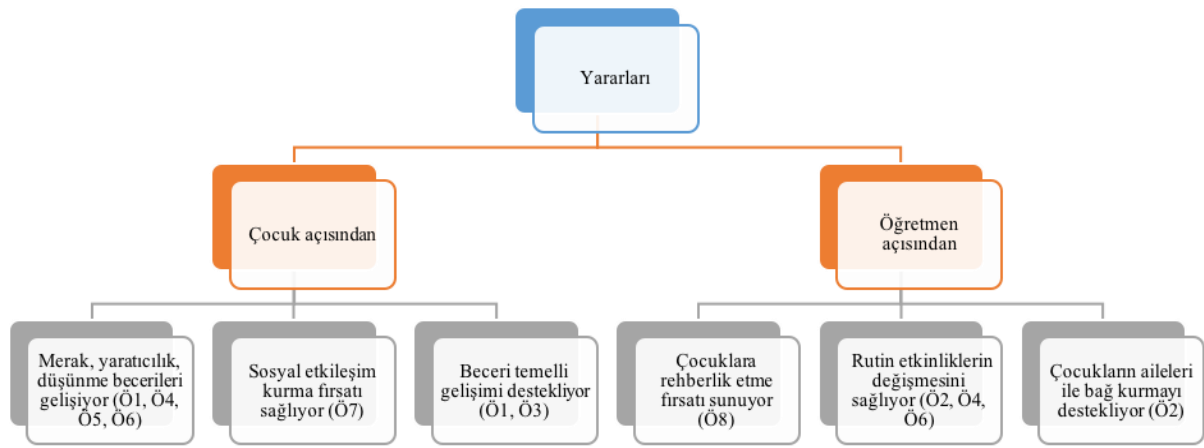 Yararları
Çocuk açısından
Öğretmen
açısından
Merak, yaratıcılık,
düşünme becerileri
gelişiyor (Ö1, Ö4,
Ö5, Ö6)
Sosyal etkileşim
kurma fırsatı
sağlıyor (Ö7)
Beceri temelli
gelişimi destekliyor
(Ö1, Ö3)
Çocuklara
rehberlik etme
fırsatı sunuyor
(Ö8)
Rutin etkinliklerin
değişmesini
sağlıyor (Ö2, Ö4,
Ö6)
Çocukların aileleri
ile bağ kurmayı
destekliyor (Ö2)